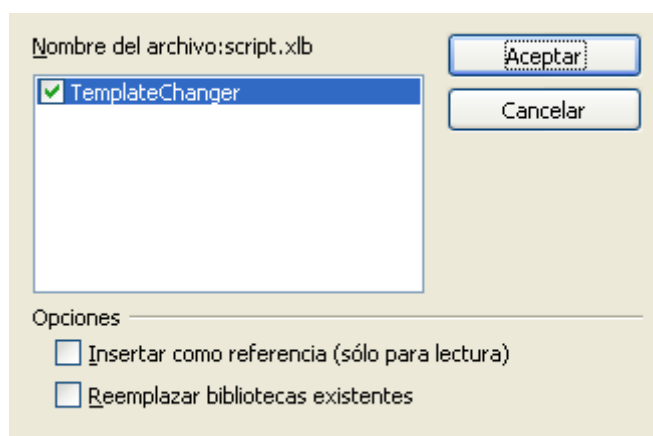 Nombre del archivo:script.xlb
Aceptar
TemplateChanger
Cancelar
Opciones
Insertar como referencia (sólo para lectura)
Reemplazar bibliotecas existentes